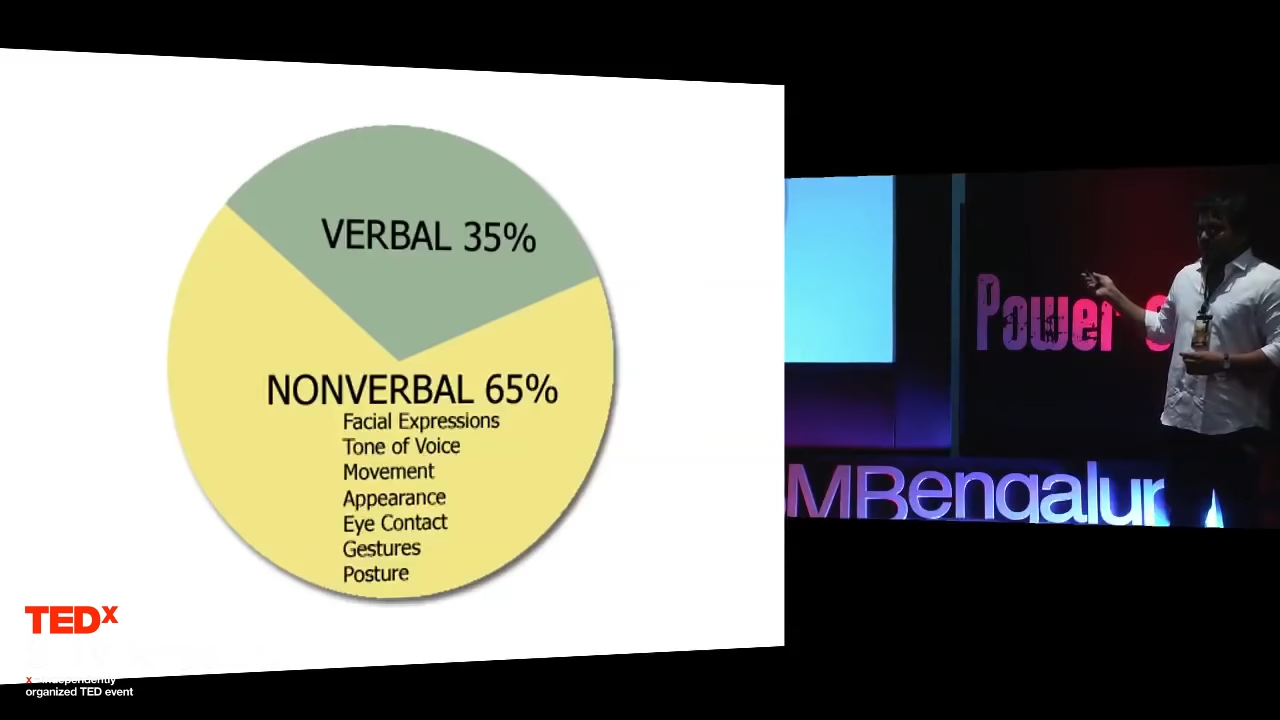 VERBAL 35%
NONVERBAL 65%
Facial Expressions
Tone of Voice
Movement
Appearance
Eye Contact
Gestures
Posture
Power
MBengalur
TEDx
organized TED event